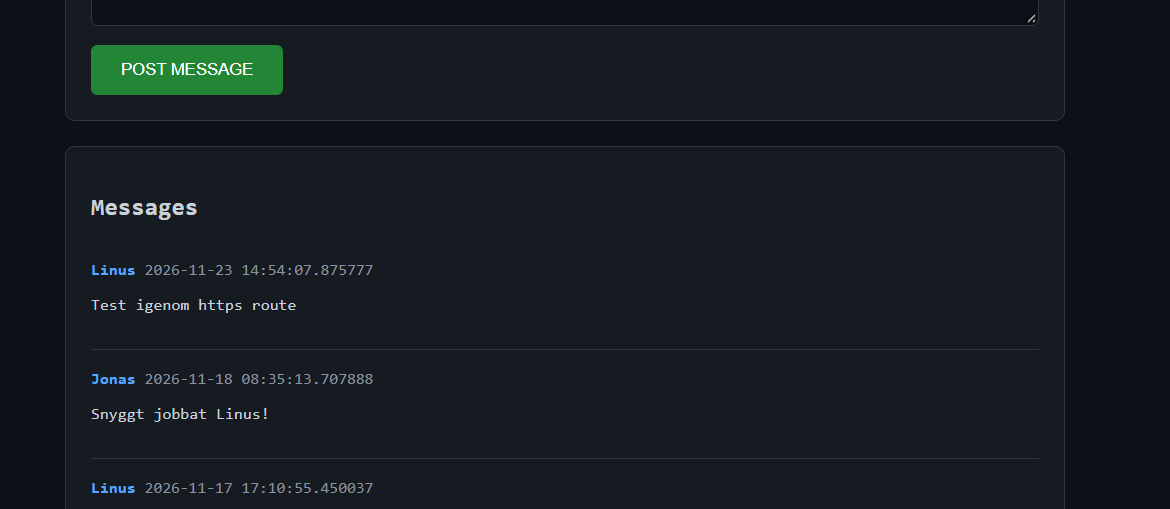 POST MESSAGE
Messages
Linus 2026-11-23 14:54:07.875777
Test igenom https route
Jonas 2026-11-18 08:35:13.707888
Snyggt jobbat Linus!
Linus 2026-11-17 17:10:55.450037